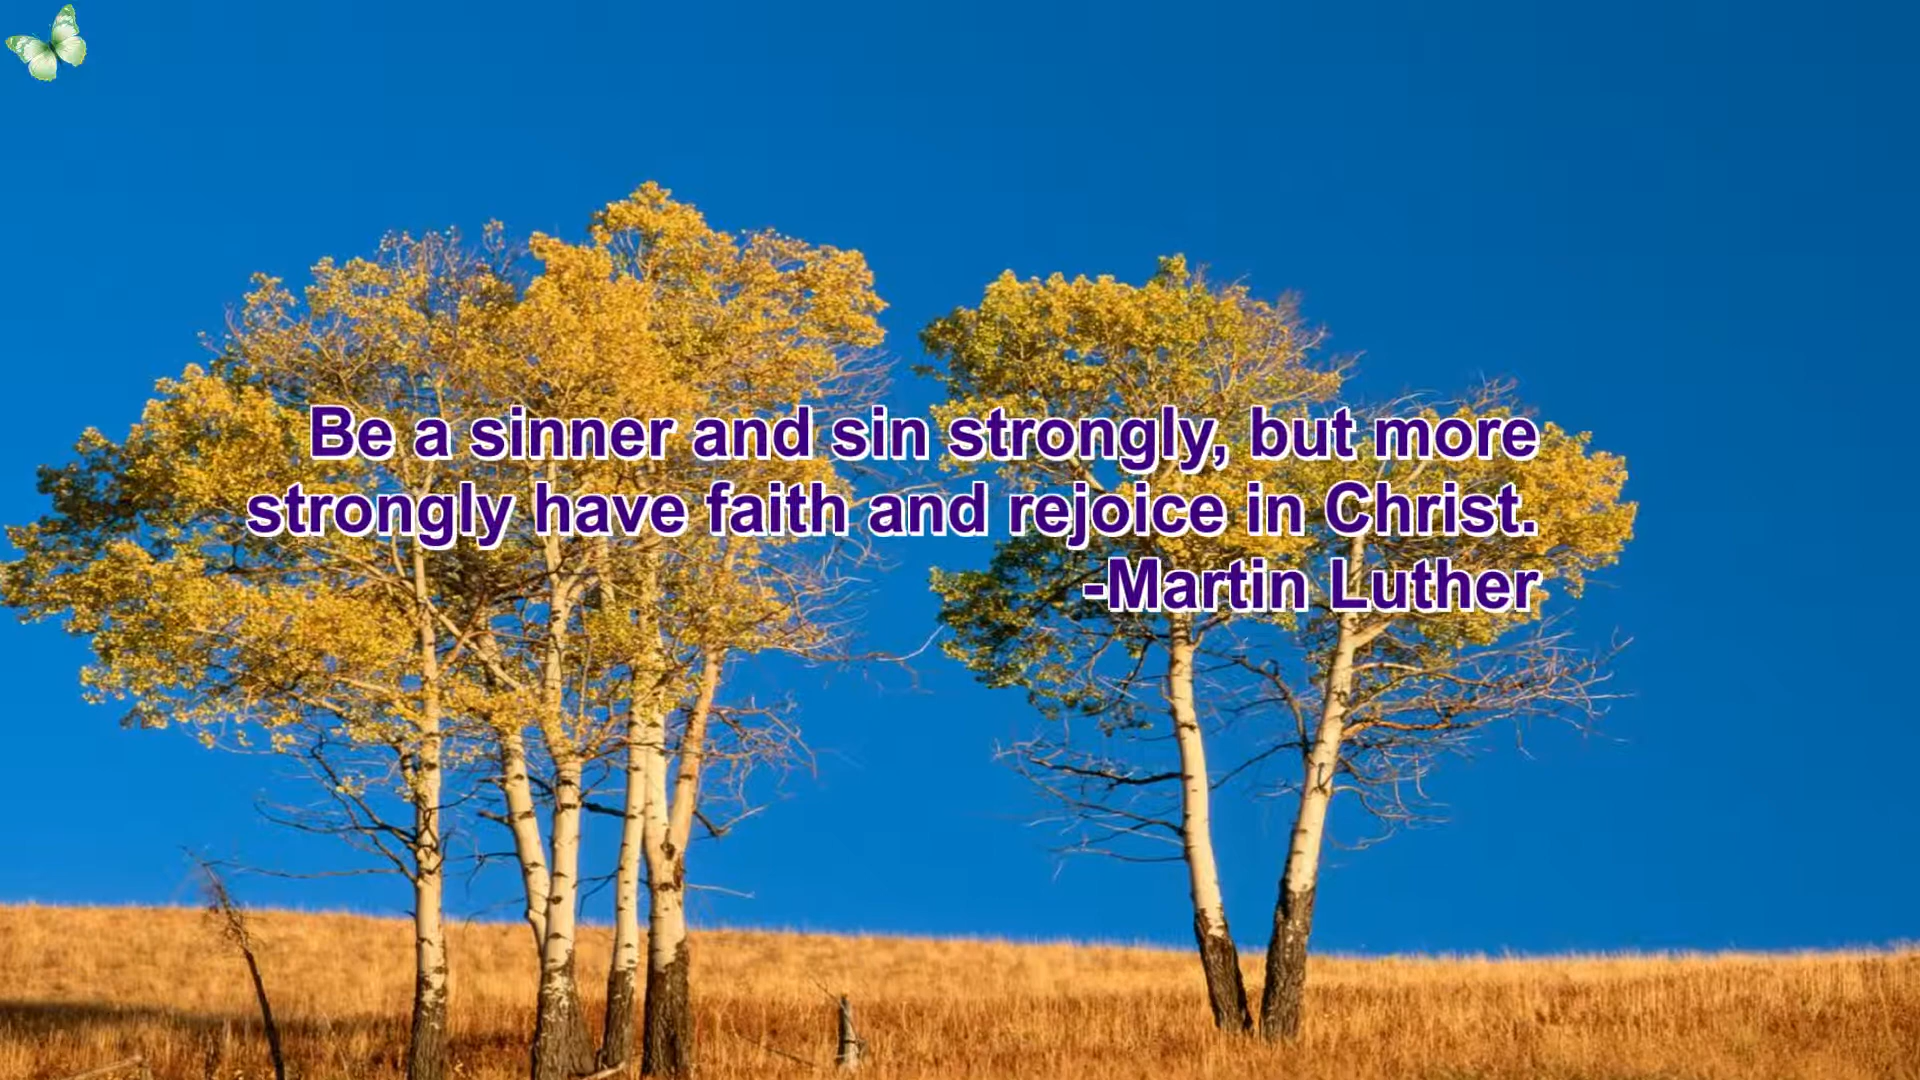 Be a sinner and sin strongly, but more
strongly have faith and rejoice in Christ.
-Martin Luther